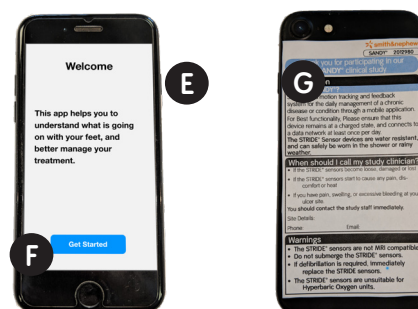 Welcome
E
This app helps you to
understand what is going
on with your feet, and
better manage your
treatment.
F
Get Started
smith&nephew
SANDY 2012980
you for participating in our
SANDY clinical study
G
motion tracking and feedback
system for the daily management of a chronic
disease or condition through a mobile application.
For Best functionality, Please ensure that this
device remains at a charged state, and connects to
a data network at least once per day.
The STRIDE Sensor devices are water resistant,
and can safely be worn in the shower or rainy
weather.
When should I call my study clinician?
• If the STRIDE sensors become loose, damaged or lost
• If the STRIDE sensors start to cause any pain, dis-
comfort or heat
• If you have pain, swelling, or excessive bleeding at your
ulcer site.
You should contact the study staff immediately.
Site Details:
Phone Email
Warnings
• The STRIDE sensors are not MRI compatible
• Do not submerge the STRIDE sensors.
• If defibrillation is required, immediately
replace the STRIDE sensors.
• The STRIDE sensors are unsuitable for
Hyperbaric Oxygen units.